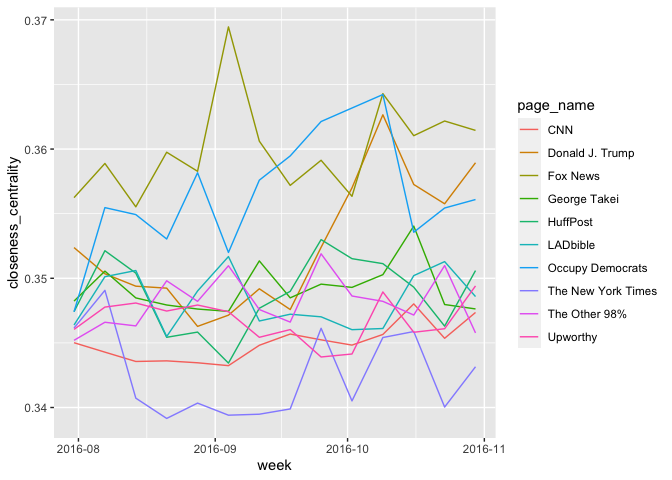 0.37
0.36
0.35
0.34
closeness_centrality
2016-08
2016-09
2016-10
2016-11
week
page_name
CNN
Donald J. Trump
Fox News
George Takei
HuffPost
LADbible
Occupy Democrats
The New York Times
The Other 98%
Upworthy